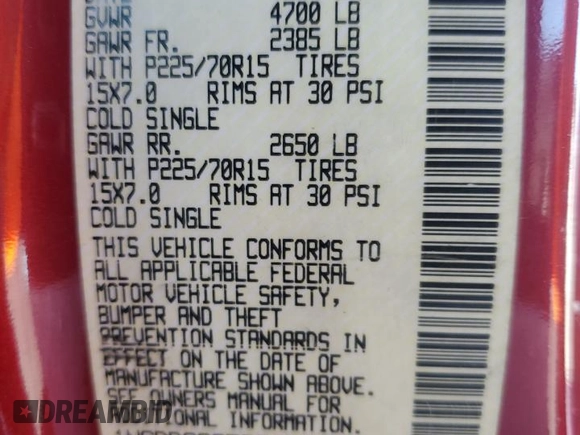 GVWR 4700 LB
GAWR FR. 2385 LB
WITH P225/70R15 TIRES
15X7.0 RIMS AT 30 PSI
COLD SINGLE
GAWR RR. 2650 LB
WITH P225/70R15 TIRES
15X7.0 RIMS AT 30 PSI
COLD SINGLE
THIS VEHICLE CONFORMS TO
ALL APPLICABLE FEDERAL
MOTOR VEHICLE SAFETY,
BUMPER AND THEFT
PREVENTION STANDARDS IN
EFFECT ON THE DATE OF
MANUFACTURE SHOWN ABOVE.
SEE OWNERS MANUAL FOR
INFORMATION.
DREAMBID